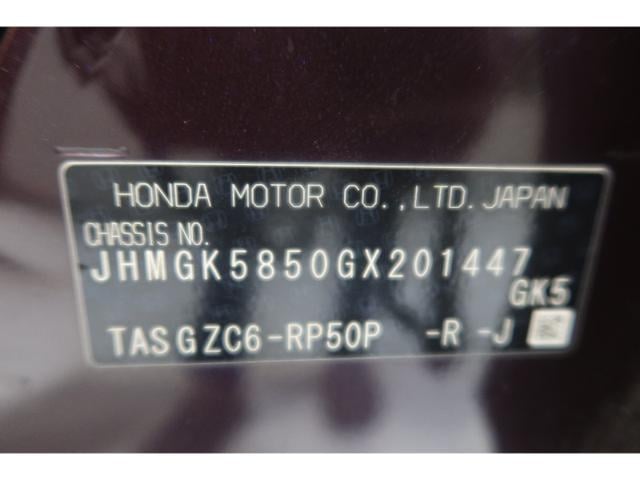 HONDA MOTOR CO.,LTD.JAPAN
CHASSIS NO.
JHMGK5850GX201447
GK5
TASGZC6-RP50P -R -J